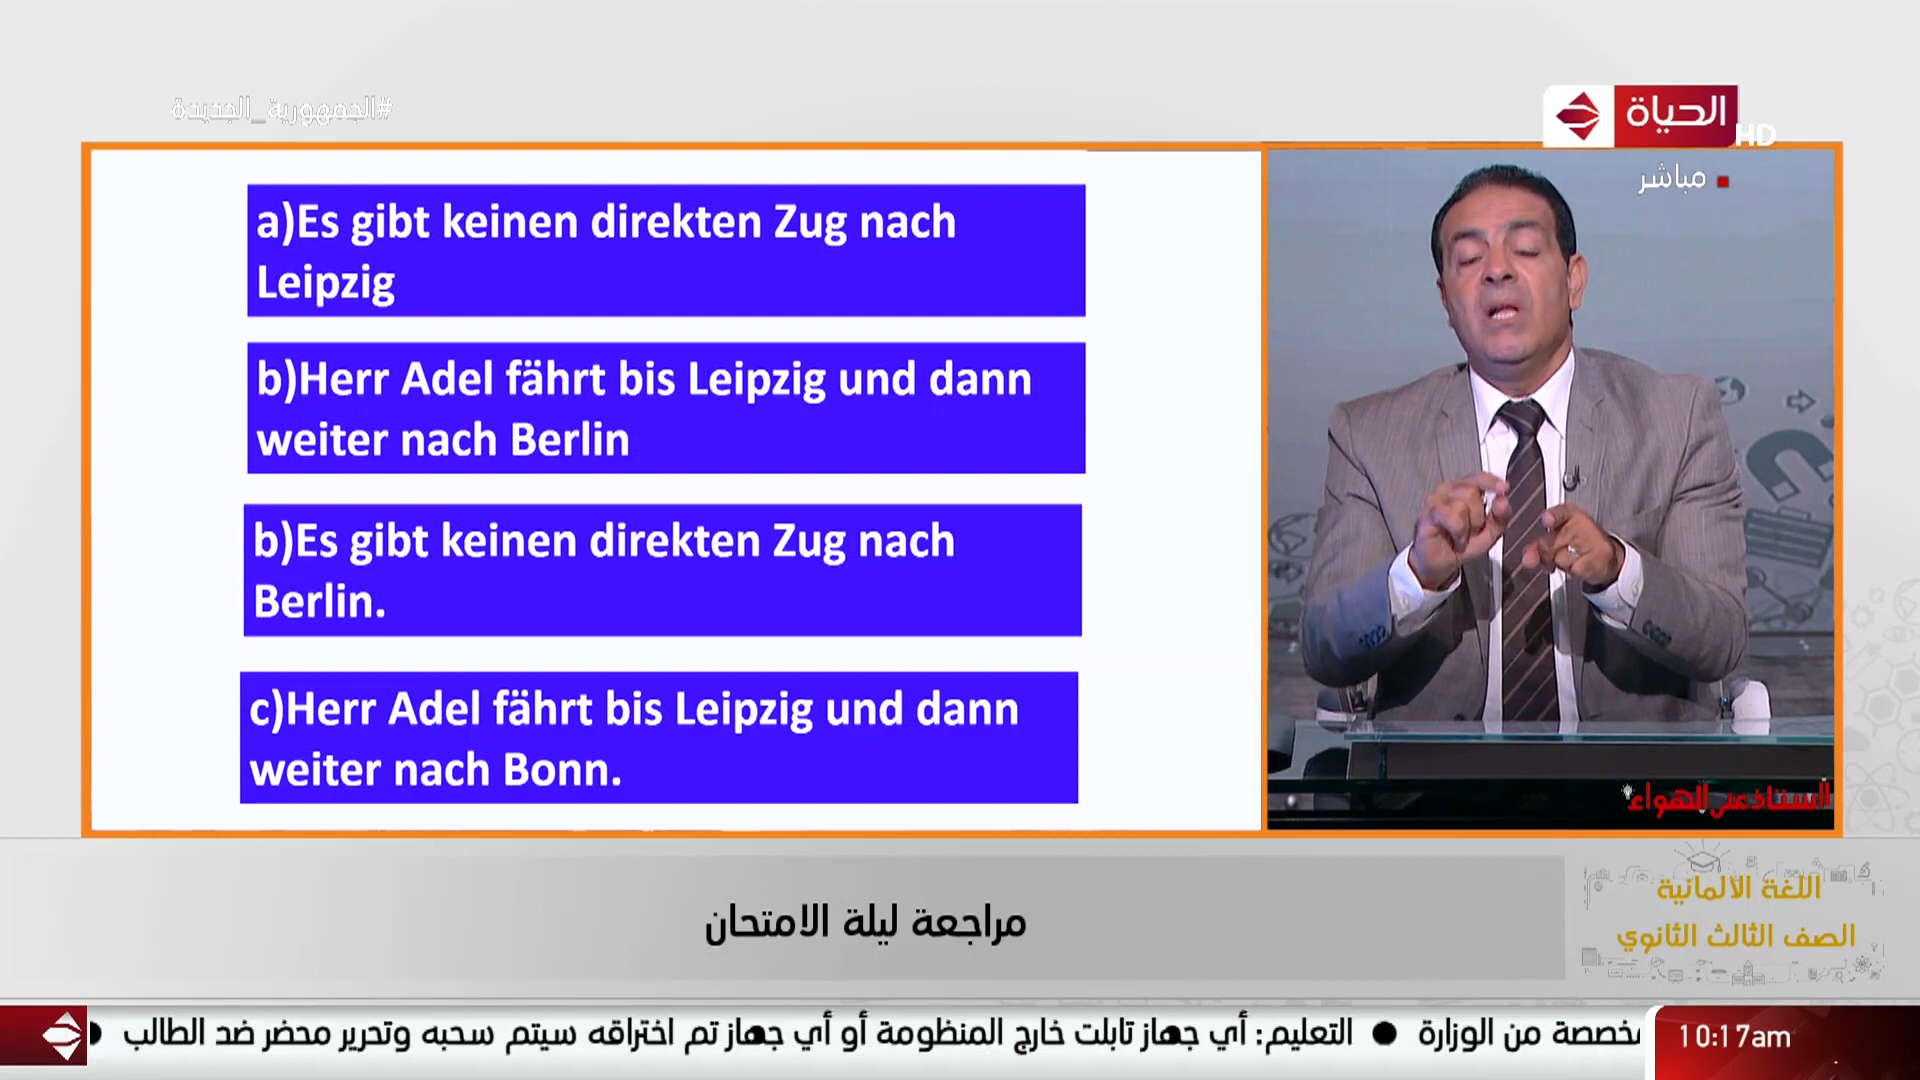 #الجمهورية_الجديدة
الحياة
HD
مباشر
a)Es gibt keinen direkten Zug nach
Leipzig
b)Herr Adel fährt bis Leipzig und dann
weiter nach Berlin
b)Es gibt keinen direkten Zug nach
Berlin.
c)Herr Adel fährt bis Leipzig und dann
weiter nach Bonn.
أستاذ على الهواء
اللغة الالمانية
الصف الثالث الثانوي
مراجعة ليلة الامتحان
مخصصة من الوزارة ● التعليم: أي جهاز تابلت خارج المنظومة أو أي جهاز تم اختراقه سيتم سحبه وتحرير محضر ضد الطالب
10:17am